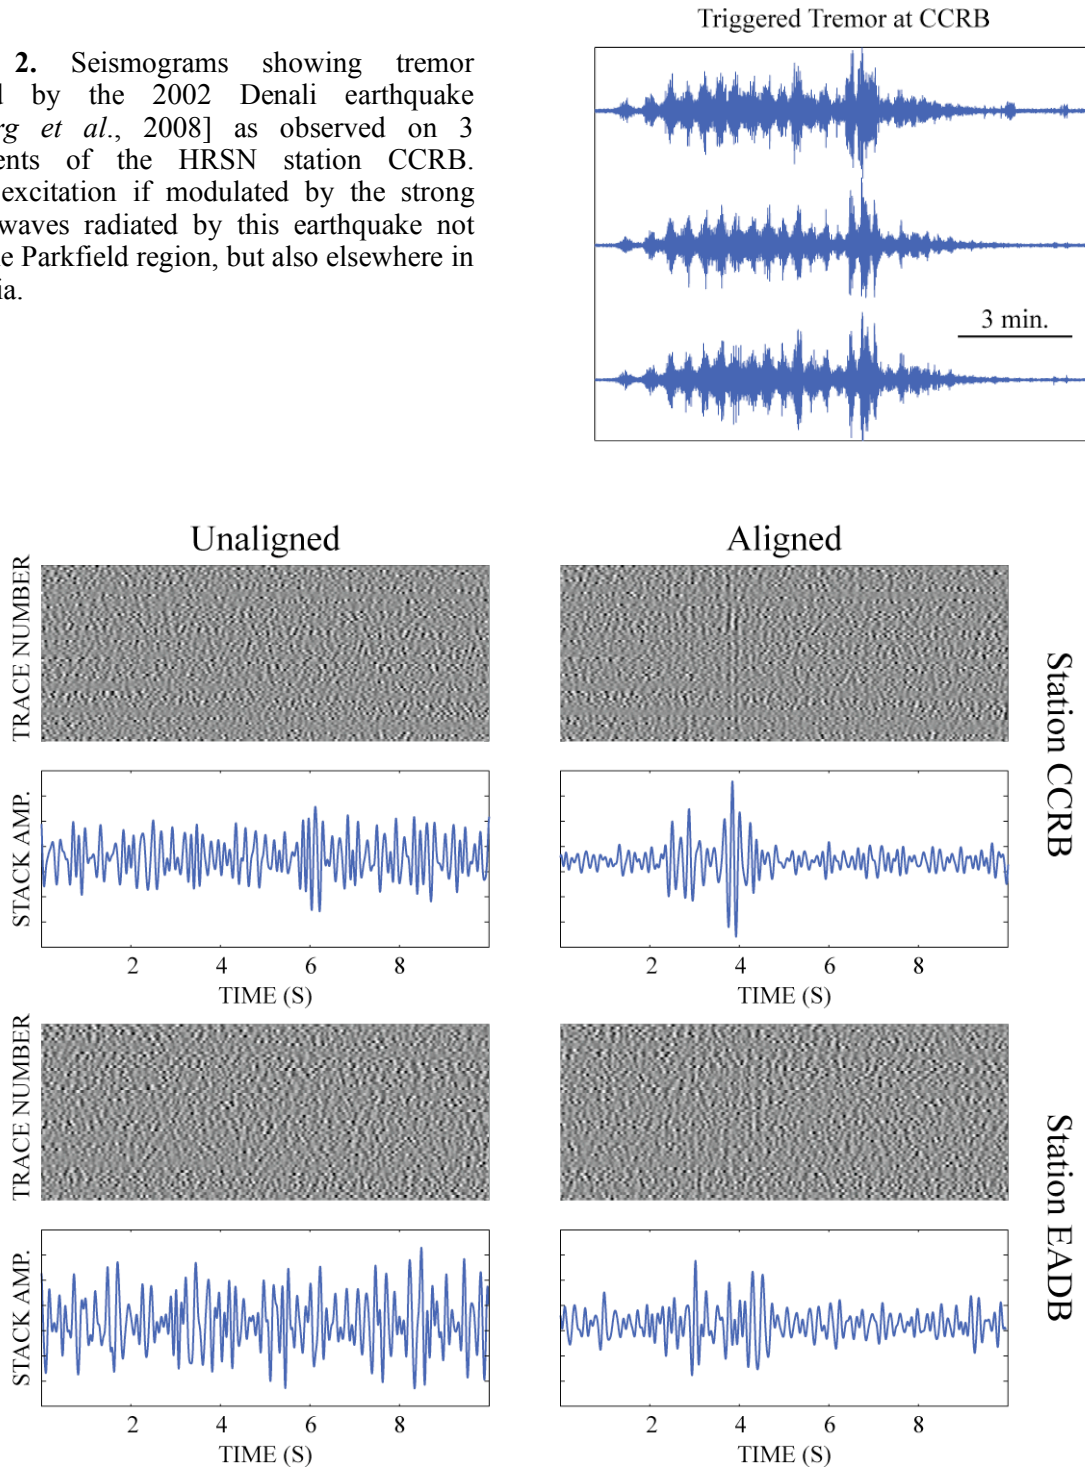 2. Seismograms showing tremor
d by the 2002 Denali earthquake
rg et al., 2008] as observed on 3
ents of the HRSN station CCRB.
excitation if modulated by the strong
waves radiated by this earthquake not
e Parkfield region, but also elsewhere in
ia.
Triggered Tremor at CCRB
3 min.
Unaligned
Aligned
TRACE NUMBER
STACK AMP.
2 4 6 8
TIME (S)
2 4 6 8
TIME (S)
Station CCRB
TRACE NUMBER
STACK AMP.
2 4 6 8
TIME (S)
2 4 6 8
TIME (S)
Station EADB